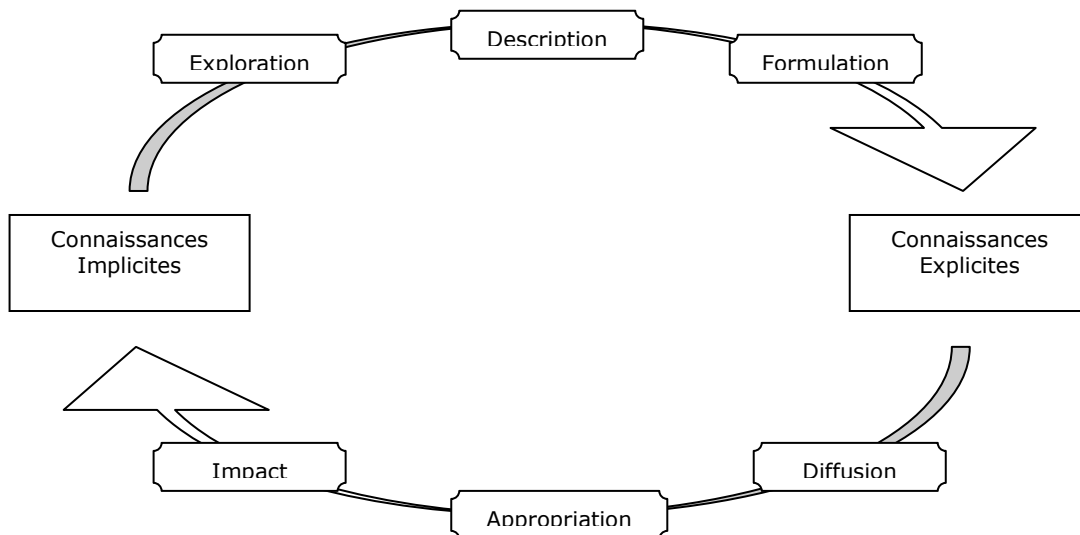 Exploration
Description
Formulation
Connaissances
Implicites
Connaissances
Explicites
Impact
Appropriation
Diffusion